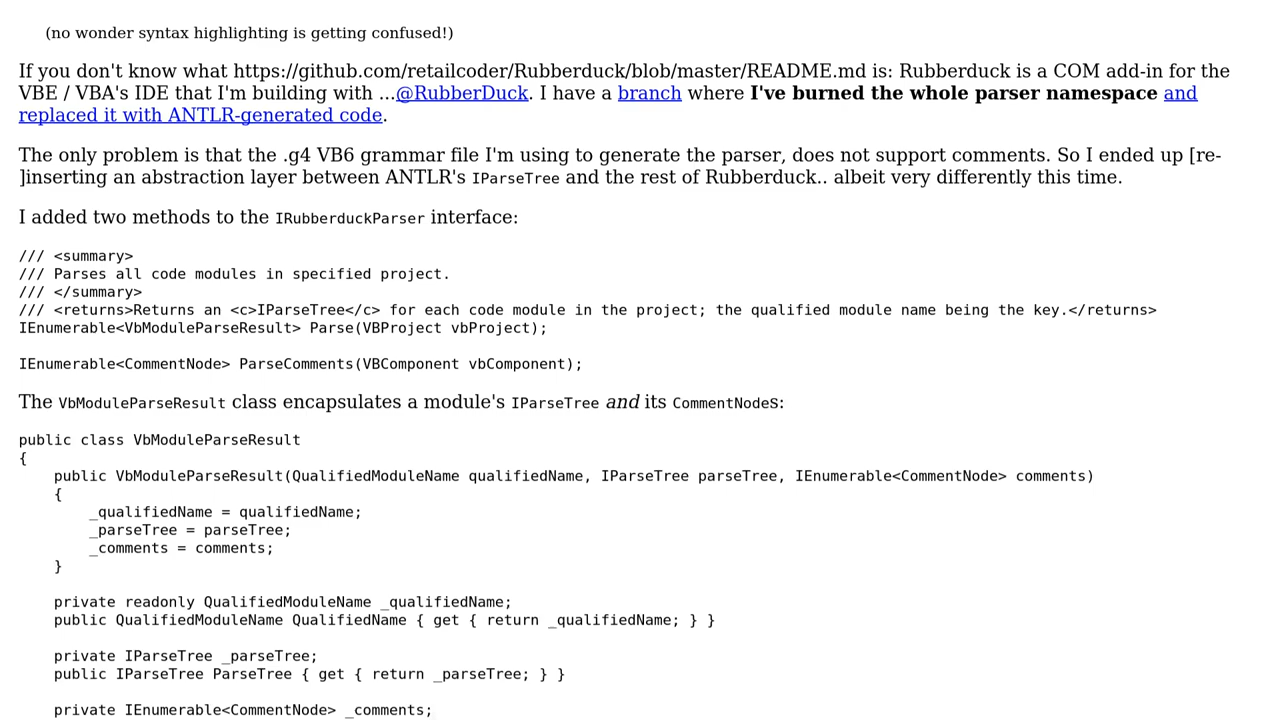 (no wonder syntax highlighting is getting confused!)
If you don't know what https://github.com/retailcoder/Rubberduck/blob/master/README.md is: Rubberduck is a COM add-in for the
VBE / VBA's IDE that I'm building with ...@RubberDuck. I have a branch where I've burned the whole parser namespace and
replaced it with ANTLR-generated code.
The only problem is that the .g4 VB6 grammar file I'm using to generate the parser, does not support comments. So I ended up [re-
]inserting an abstraction layer between ANTLR's IParseTree and the rest of Rubberduck.. albeit very differently this time.
I added two methods to the IRubberduckParser interface:
/// <summary>
/// Parses all code modules in specified project.
/// </summary>
/// <returns>Returns an <c>IParseTree</c> for each code module in the project; the qualified module name being the key.</returns>
IEnumerable<VbModuleParseResult> Parse(VBProject vbProject);
IEnumerable<CommentNode> ParseComments(VBComponent vbComponent);
The VbModuleParseResult class encapsulates a module's IParseTree and its CommentNodes:
public class VbModuleParseResult
{
    public VbModuleParseResult(QualifiedModuleName qualifiedName, IParseTree parseTree, IEnumerable<CommentNode> comments)
    {
        _qualifiedName = qualifiedName;
        _parseTree = parseTree;
        _comments = comments;
    }
    private readonly QualifiedModuleName _qualifiedName;
    public QualifiedModuleName QualifiedName { get { return _qualifiedName; } }
    private IParseTree _parseTree;
    public IParseTree ParseTree { get { return _parseTree; } }
    private IEnumerable<CommentNode> _comments;